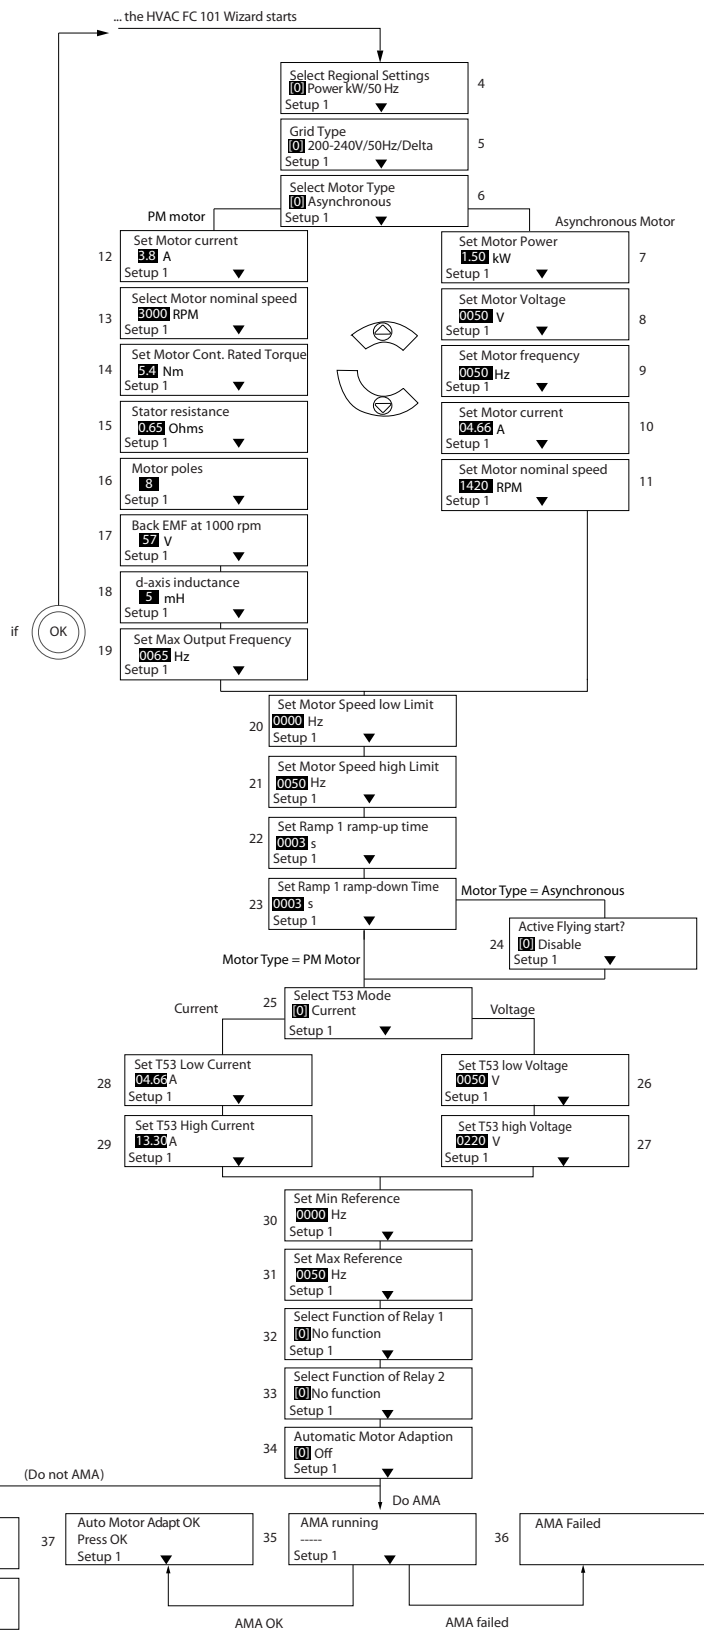 ... the HVAC FC 101 Wizard starts
Select Regional Settings
[0] Power kW/50 Hz
Setup 1
4
Grid Type
[0] 200-240V/50Hz/Delta
Setup 1
5
Select Motor Type
[0] Asynchronous
Setup 1
6
PM motor
Asynchronous Motor
12
Set Motor current
3.8 A
Setup 1
13
Select Motor nominal speed
3000 RPM
Setup 1
14
Set Motor Cont. Rated Torque
5.4 Nm
Setup 1
15
Stator resistance
0.65 Ohms
Setup 1
16
Motor poles
8
Setup 1
17
Back EMF at 1000 rpm
57 V
Setup 1
18
d-axis inductance
5 mH
Setup 1
19
Set Max Output Frequency
0065 Hz
Setup 1
if
OK
Set Motor Power
1.50 kW
Setup 1
7
Set Motor Voltage
0050 V
Setup 1
8
Set Motor frequency
0050 Hz
Setup 1
9
Set Motor current
04.66 A
Setup 1
10
Set Motor nominal speed
1420 RPM
Setup 1
11
20
Set Motor Speed low Limit
0000 Hz
Setup 1
21
Set Motor Speed high Limit
0050 Hz
Setup 1
22
Set Ramp 1 ramp-up time
0003 s
Setup 1
23
Set Ramp 1 ramp-down Time
0003 s
Setup 1
Motor Type = Asynchronous
24
Active Flying start?
[0] Disable
Setup 1
Motor Type = PM Motor
25
Select T53 Mode
[0] Current
Setup 1
Current
Voltage
28
Set T53 Low Current
04.66 A
Setup 1
29
Set T53 High Current
13.30 A
Setup 1
Set T53 low Voltage
0050 V
Setup 1
26
Set T53 high Voltage
0220 V
Setup 1
27
30
Set Min Reference
0000 Hz
Setup 1
31
Set Max Reference
0050 Hz
Setup 1
32
Select Function of Relay 1
[0] No function
Setup 1
33
Select Function of Relay 2
[0] No function
Setup 1
34
Automatic Motor Adaption
[0] Off
Setup 1
(Do not AMA)
Do AMA
37
Auto Motor Adapt OK
Press OK
Setup 1
35
AMA running
-----
Setup 1
36
AMA Failed
AMA OK
AMA failed